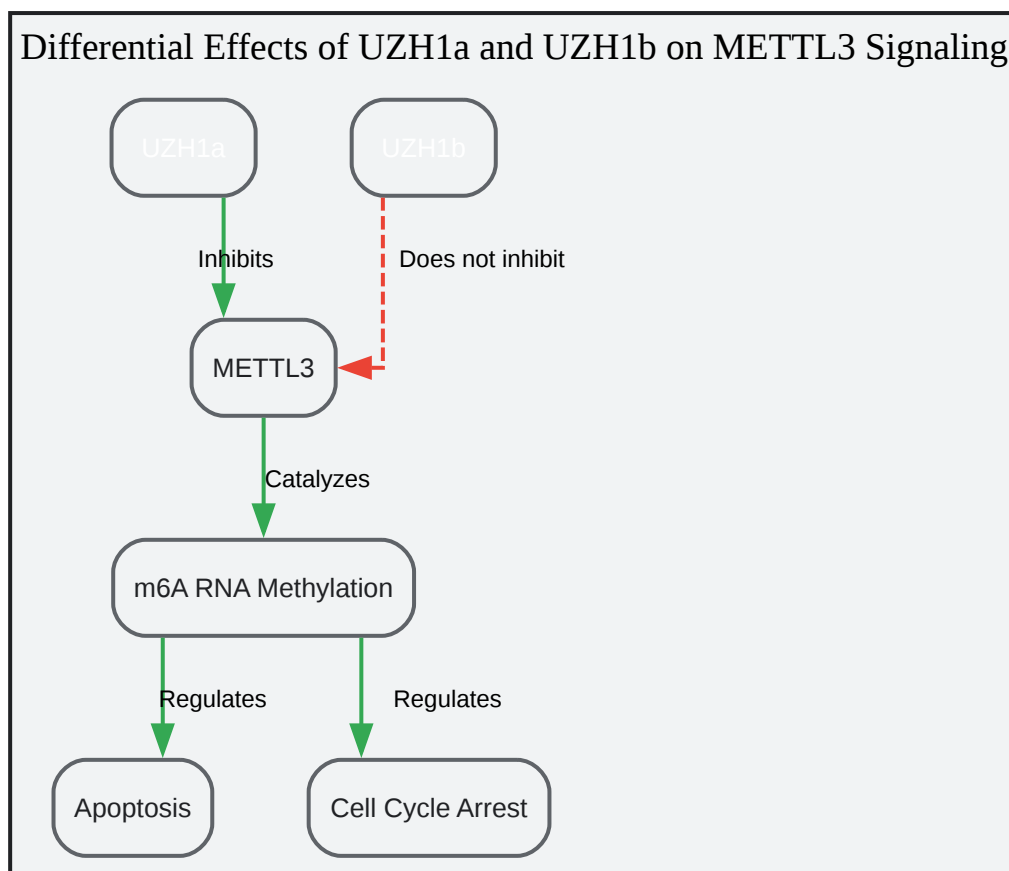 Differential Effects of UZH1a and UZH1b on METTL3 Signaling
UZH1a
UZH1b
Inhibits
Does not inhibit
METTL3
Catalyzes
m6A RNA Methylation
Regulates
Regulates
Apoptosis
Cell Cycle Arrest